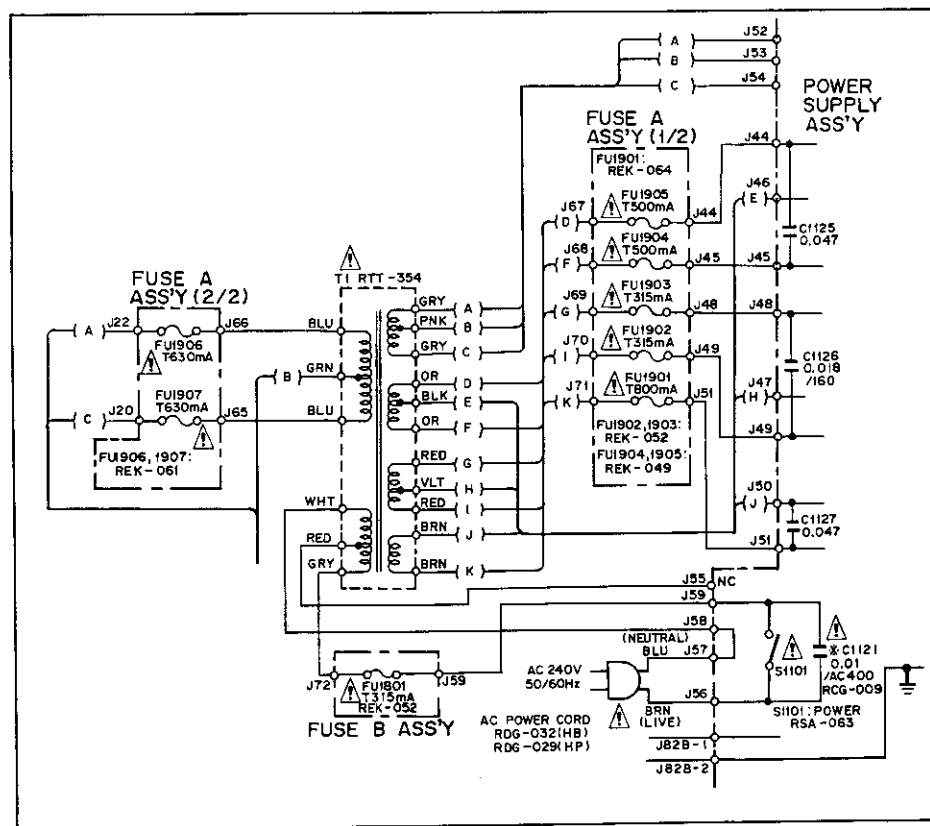 J52
A
J53
B
J54
C
POWER
SUPPLY
ASS'Y
FUSE A
ASS'Y (1/2)
FU1901:
REK-064
J44
J46
E
J67
D
FU1905
T500mA
J44
C1125
0.047
J68
F
FU1904
T500mA
J45
J45
T1 RTT-354
FUSE A
ASS'Y (2/2)
J69
G
FU1903
T315mA
J48
J48
GRY
A
PNK
B
GRY
C
A
J22
FU1906
T630mA
J66
BLU
J70
I
FU1902
T315mA
J49
C1126
0.018
/160
B
GRN
OR
D
BLK
E
OR
F
J71
K
FU1901
T800mA
J51
J47
H
C
J20
FU1907
T630mA
J65
BLU
FU1902, 1903:
REK-052
FU1904, 1905:
REK-049
J49
FU1906, 1907:
REK-061
RED
G
VLT
H
RED
I
J50
J
WHT
BRN
J
C1127
0.047
RED
J51
GRY
BRN
K
J55
NC
J59
J58
(NEUTRAL)
BLU
J57
S1101
※C1121
0.01
/AC400
RCG-009
J72
FU1801
T315mA
REK-052
J59
AC 240V
50/60Hz
J56
BRN
(LIVE)
S1101: POWER
RSA-063
FUSE B ASS'Y
AC POWER CORD
RDG-032(HB)
RDG-029(HP)
J82B-1
J82B-2